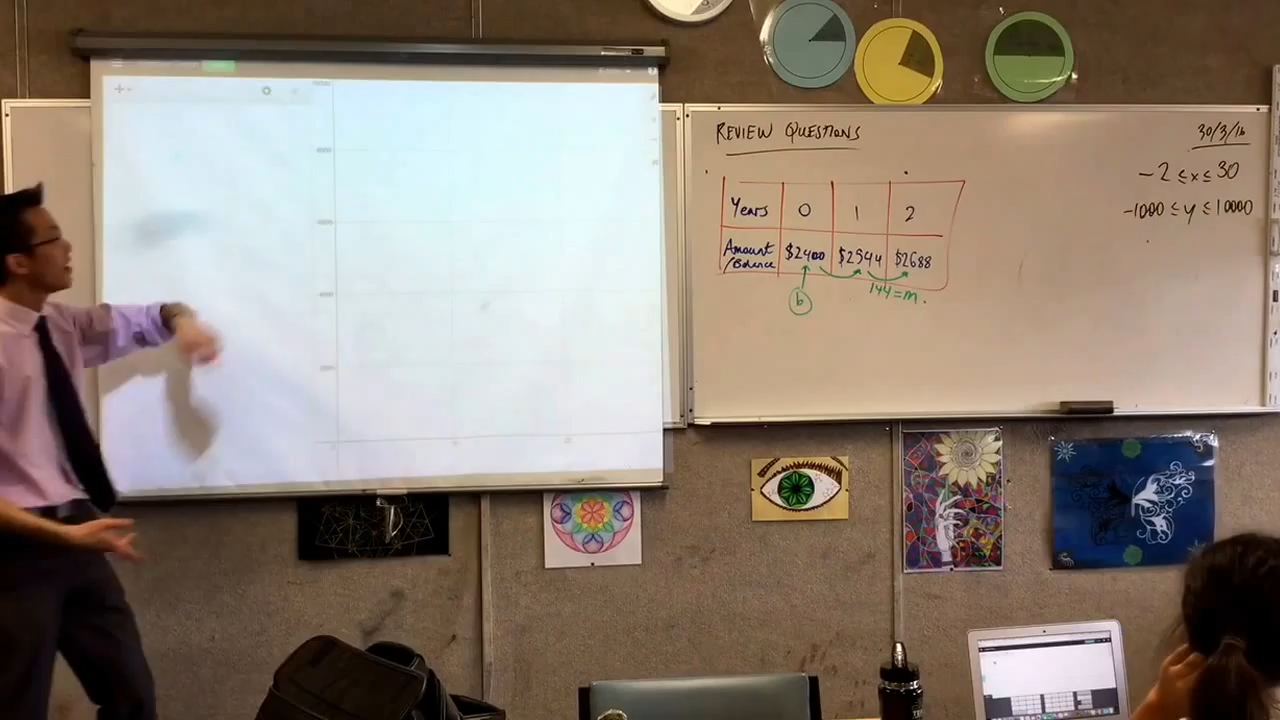 REVIEW QUESTIONS
30/3/16
-2 ≤ x ≤ 30
-1000 ≤ y ≤ 10000
Years 0 1 2
Amount $2400 $2544 $2688
/Balance
b
144 = m.